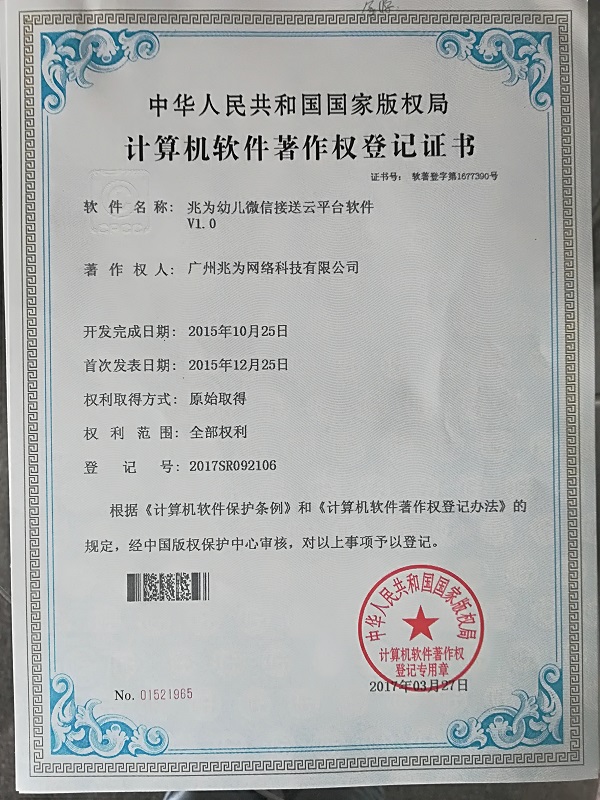 中华人民共和国国家版权局
计算机软件著作权登记证书
证书号： 软著登字第1677390号
软件名称： 兆为幼儿微信接送云平台软件
V1.0
著作权人： 广州兆为网络科技有限公司
开发完成日期： 2015年10月25日
首次发表日期： 2015年12月25日
权利取得方式： 原始取得
权利范围： 全部权利
登记号： 2017SR092106
根据《计算机软件保护条例》和《计算机软件著作权登记办法》的
规定，经中国版权保护中心审核，对以上事项予以登记。
中华人民共和国国家版权局
计算机软件著作权
登记专用章
No. 01521965
2017年03月27日